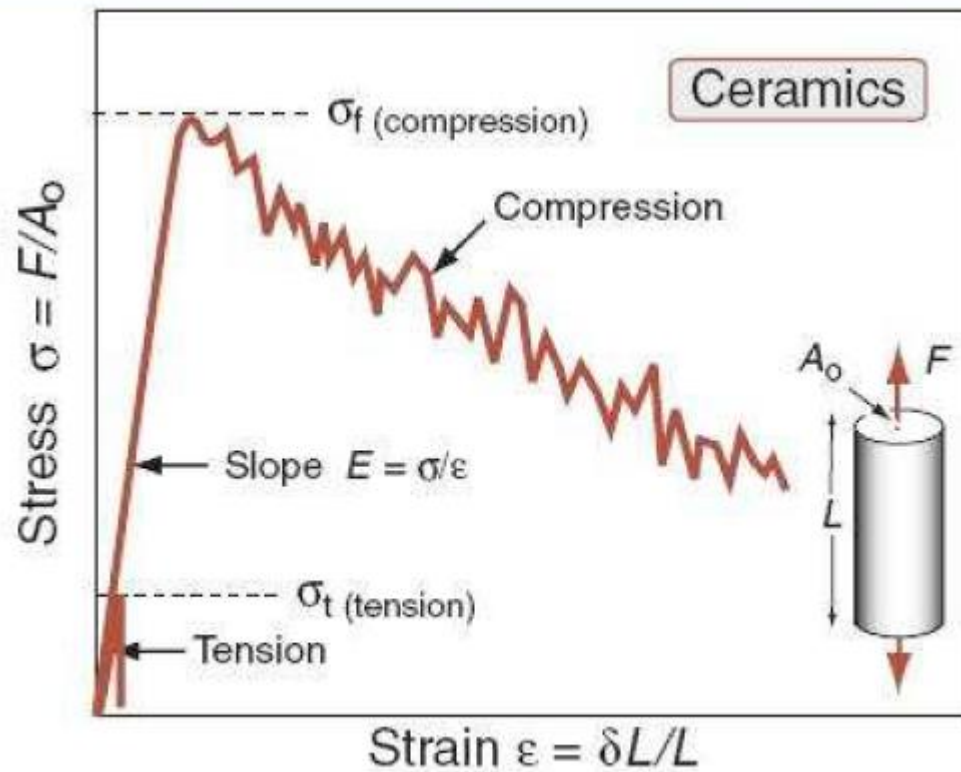 Ceramics
σf (compression)
Compression
Stress σ = F/Ao
Ao
F
Slope E = σ/ε
L
σt (tension)
Tension
Strain ε = δL/L